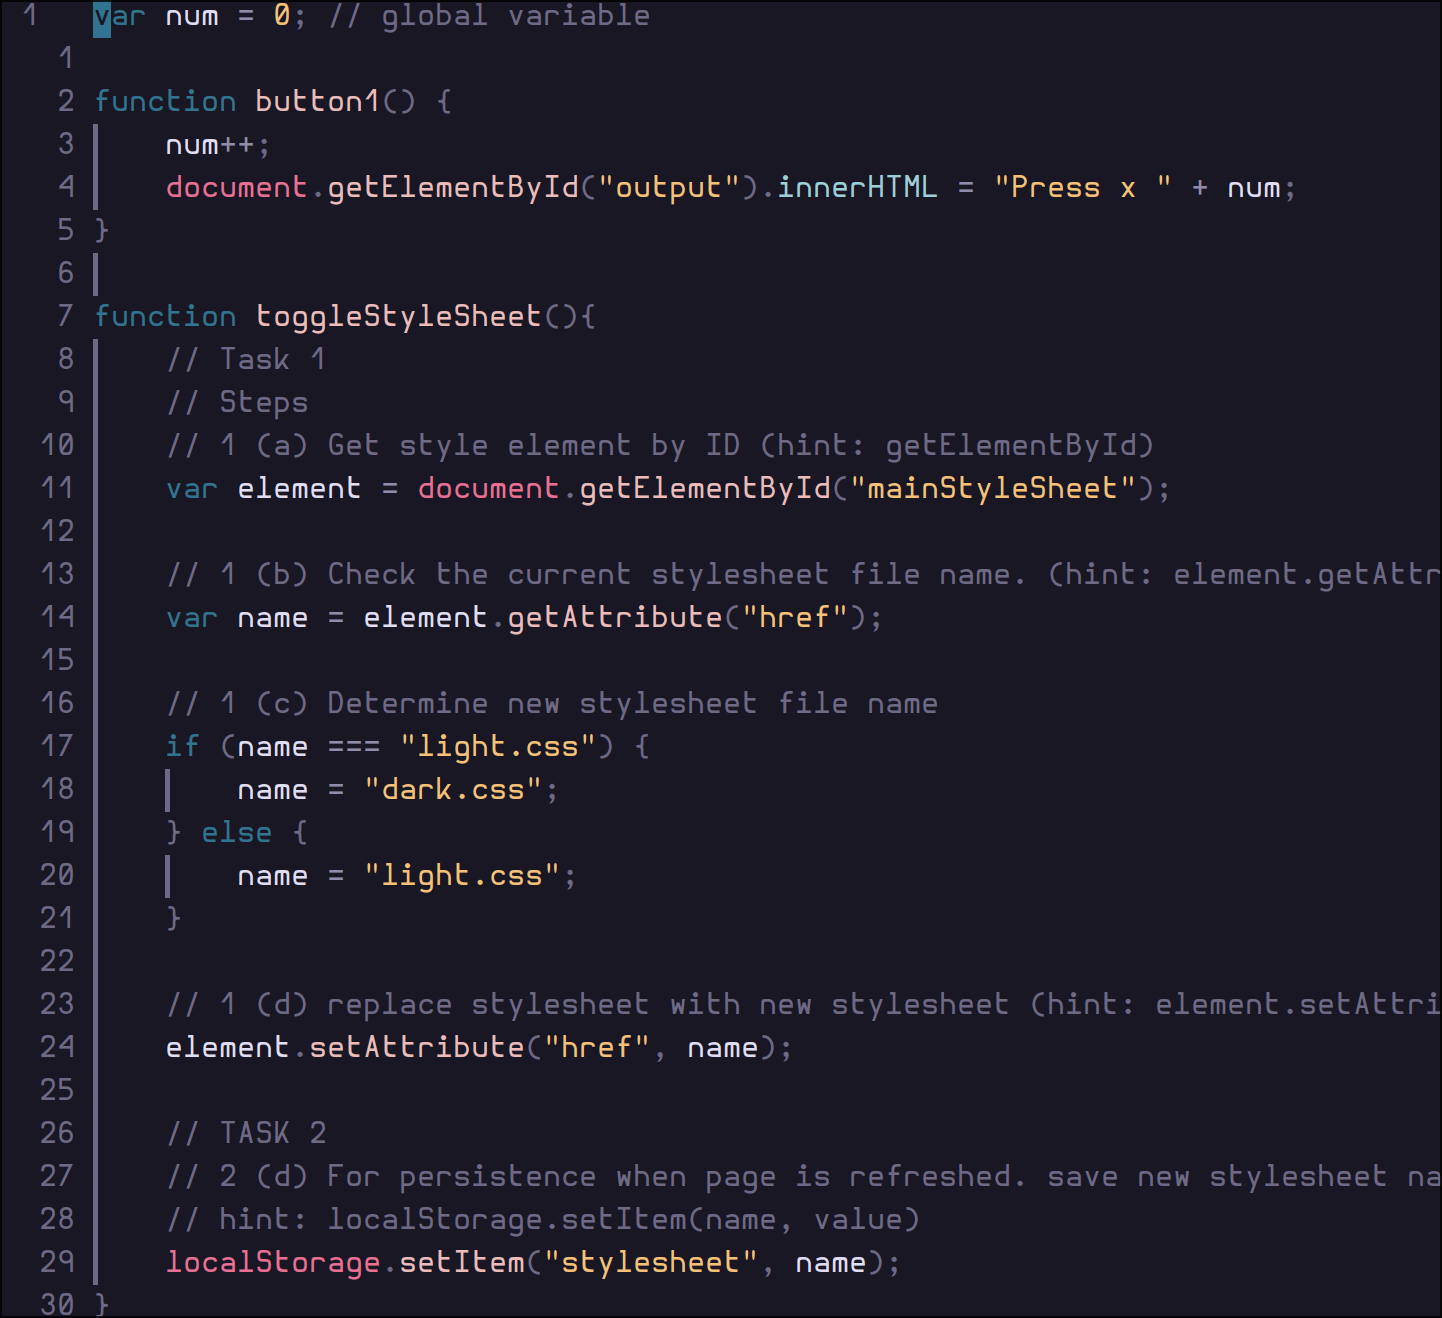 1 var num = 0; // global variable
1
2 function button1() {
3 num++;
4 document.getElementById("output").innerHTML = "Press x " + num;
5 }
6
7 function toggleStyleSheet(){
8 // Task 1
9 // Steps
10 // 1 (a) Get style element by ID (hint: getElementById)
11 var element = document.getElementById("mainStyleSheet");
12
13 // 1 (b) Check the current stylesheet file name. (hint: element.getAttr
14 var name = element.getAttribute("href");
15
16 // 1 (c) Determine new stylesheet file name
17 if (name === "light.css") {
18 name = "dark.css";
19 } else {
20 name = "light.css";
21 }
22
23 // 1 (d) replace stylesheet with new stylesheet (hint: element.setAttri
24 element.setAttribute("href", name);
25
26 // TASK 2
27 // 2 (d) For persistence when page is refreshed. save new stylesheet na
28 // hint: localStorage.setItem(name, value)
29 localStorage.setItem("stylesheet", name);
30 }